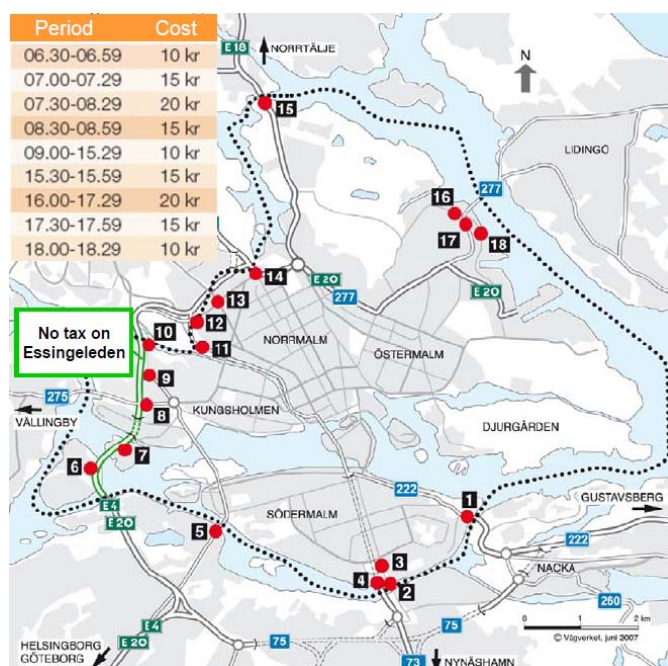 Period Cost
06.30-06.59 10 kr
07.00-07.29 15 kr
07.30-08.29 20 kr
08.30-08.59 15 kr
09.00-15.29 10 kr
15.30-15.59 15 kr
16.00-17.29 20 kr
17.30-17.59 15 kr
18.00-18.29 10 kr
E18
NORRTÄLJE
N
15
LIDINGÖ
16
277
17
18
14
E20
277
E20
13
12
No tax on
Essingeleden
10
11
NORRMALM
ÖSTERMALM
9
275
8
KUNGSHOLMEN
VÄLLINGBY
DJURGÅRDEN
7
6
222
1
GUSTAVSBERG
E4
E20
SÖDERMALM
5
222
3
4
2
NACKA
260
E4
0 1 2 km
75
© Vägverket, juni 2007
E20
75
HELSINGBORG
GÖTEBORG
73
NYNÄSHAMN